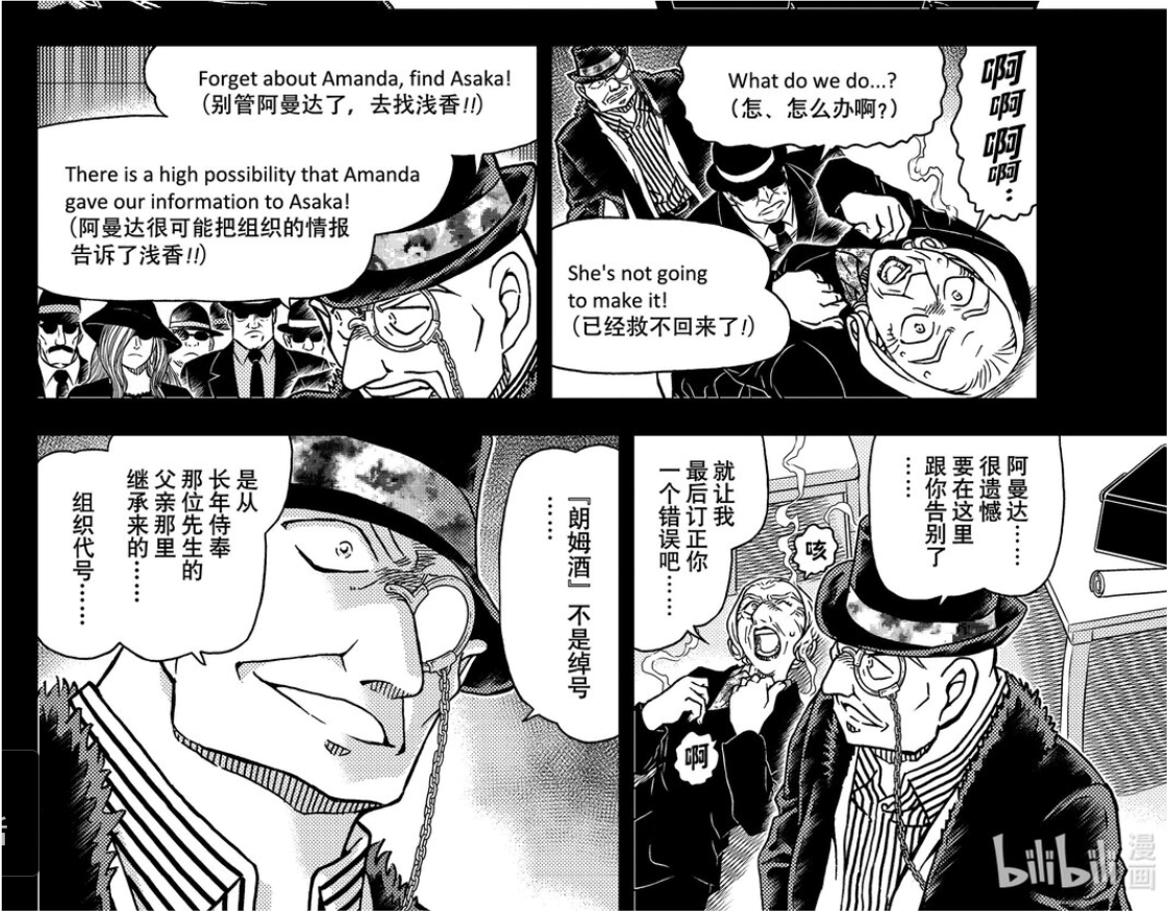 啊啊啊啊…
What do we do...?
（怎、怎么办啊?）
She's not going
to make it!
（已经救不回来了!）
Forget about Amanda, find Asaka!
（别管阿曼达了，去找浅香!!）
There is a high possibility that Amanda
gave our information to Asaka!
（阿曼达很可能把组织的情报
告诉了浅香!!）
阿曼达……
很遗憾
要在这里
跟你告别了
……
咳
就让我
最后订正你
一个错误吧……
啊
『朗姆酒』不是绰号
……
是从
长年侍奉
那位先生的
父亲那里
继承来的……
组织代号……
bilibili
漫画